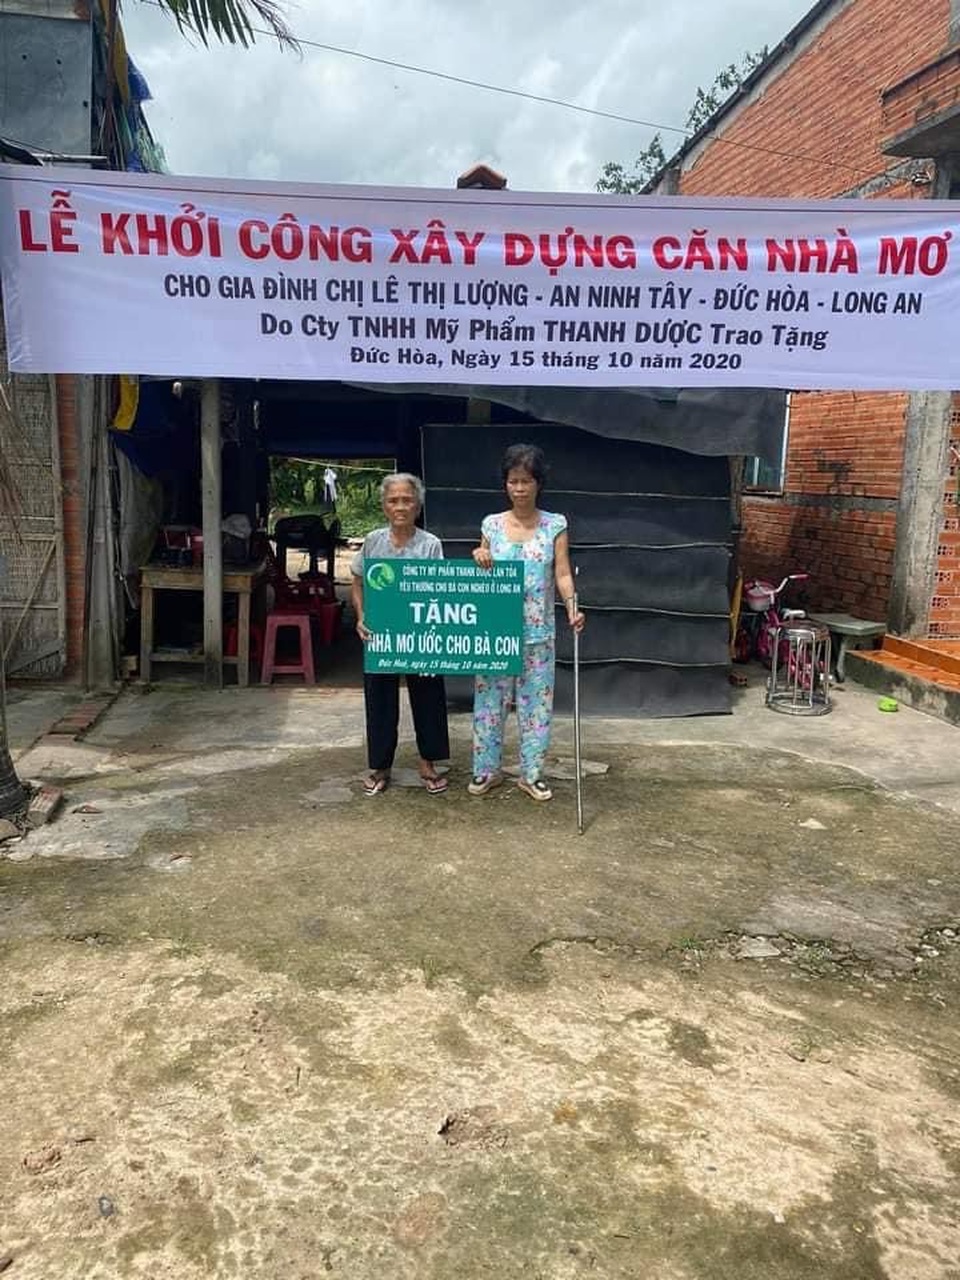 LỄ KHỞI CÔNG XÂY DỰNG CĂN NHÀ MƠ
CHO GIA ĐÌNH CHỊ LÊ THỊ LƯỢNG - AN NINH TÂY - ĐỨC HÒA - LONG AN
Do Cty TNHH Mỹ Phẩm THANH DƯỢC Trao Tặng
Đức Hòa, Ngày 15 tháng 10 năm 2020
CÔNG TY MỸ PHẨM THANH DƯỢC LAN TỎA
YÊU THƯƠNG CHO BÀ CON NGHÈO Ở LONG AN
TẶNG
NHÀ MƠ ƯỚC CHO BÀ CON
Đức Huệ, ngày 15 tháng 10 năm 2020